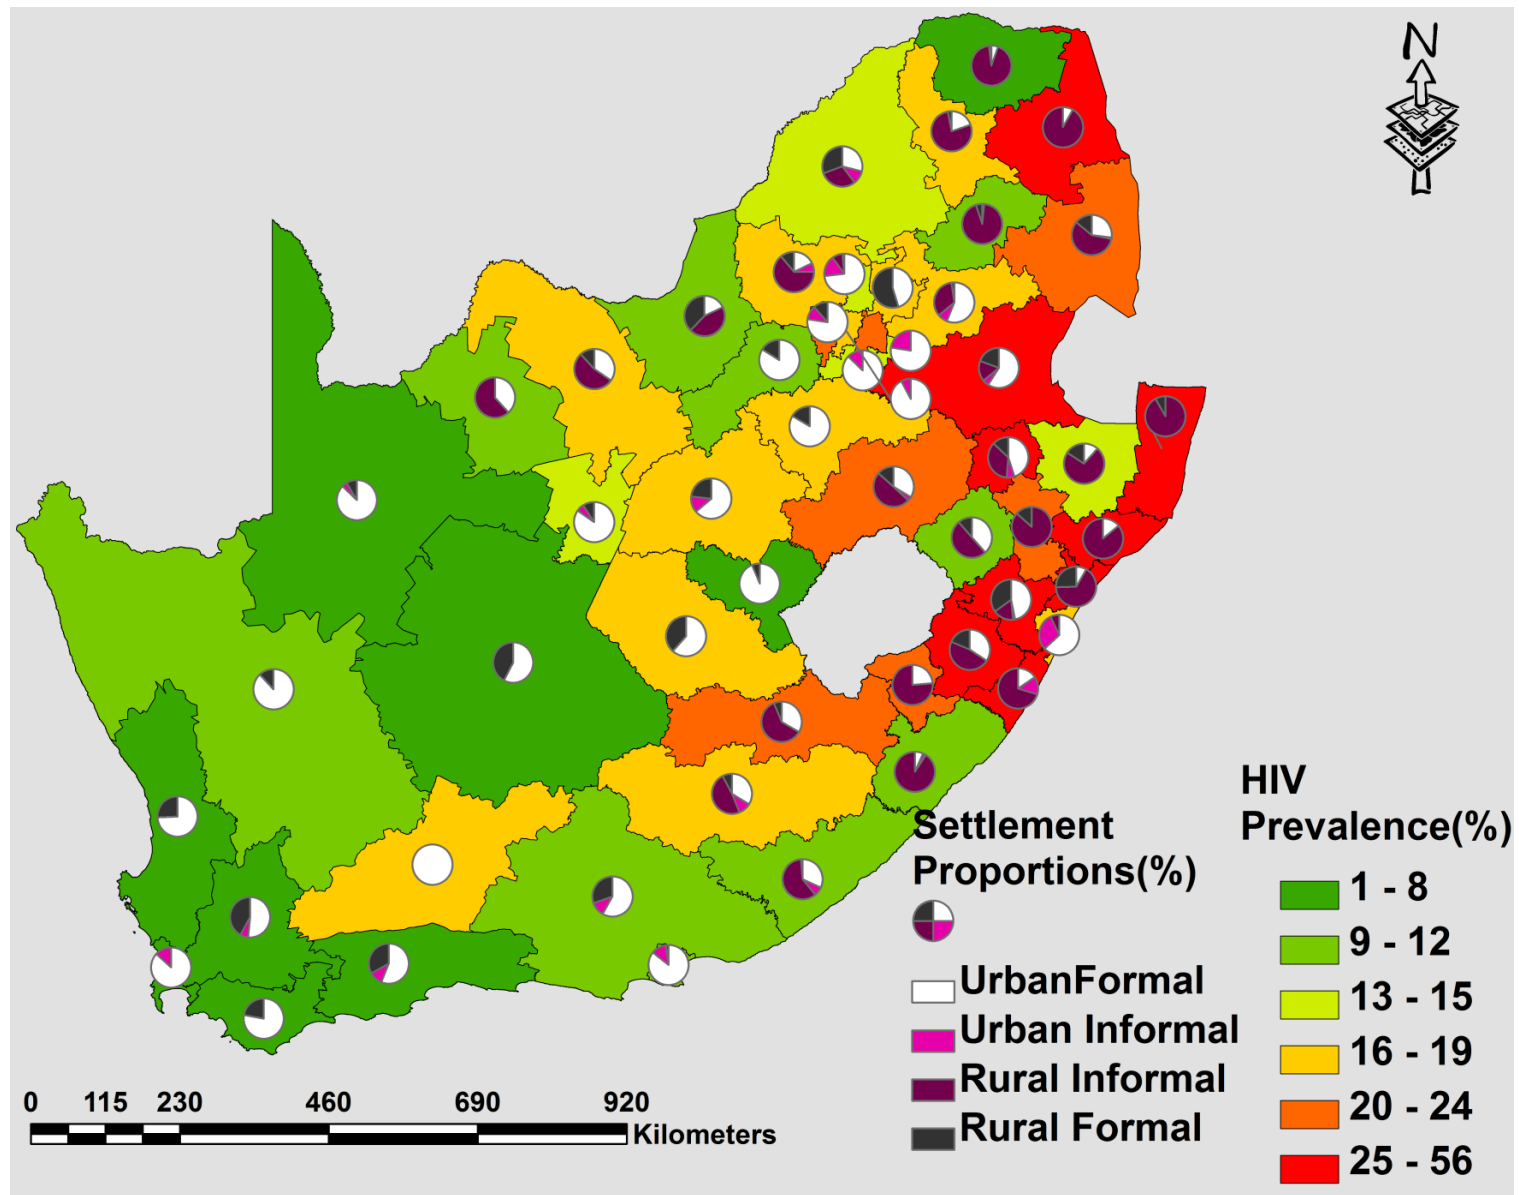 N
Settlement
Proportions(%)
UrbanFormal
Urban Informal
Rural Informal
Rural Formal
HIV
Prevalence(%)
1 - 8
9 - 12
13 - 15
16 - 19
20 - 24
25 - 56
0 115 230 460 690 920
Kilometers